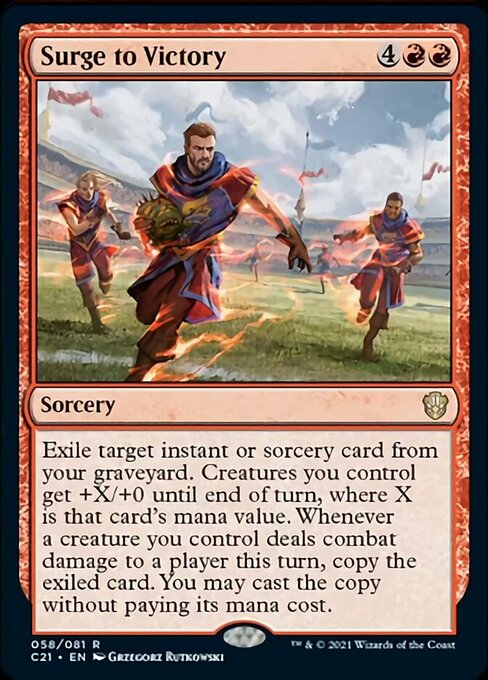 Surge to Victory 4
Sorcery
Exile target instant or sorcery card from
your graveyard. Creatures you control
get +X/+0 until end of turn, where X
is that card's mana value. Whenever
a creature you control deals combat
damage to a player this turn, copy the
exiled card. You may cast the copy
without paying its mana cost.
058/081 R
C21 • EN Grzegorz Rutkowski
™ & © 2021 Wizards of the Coast